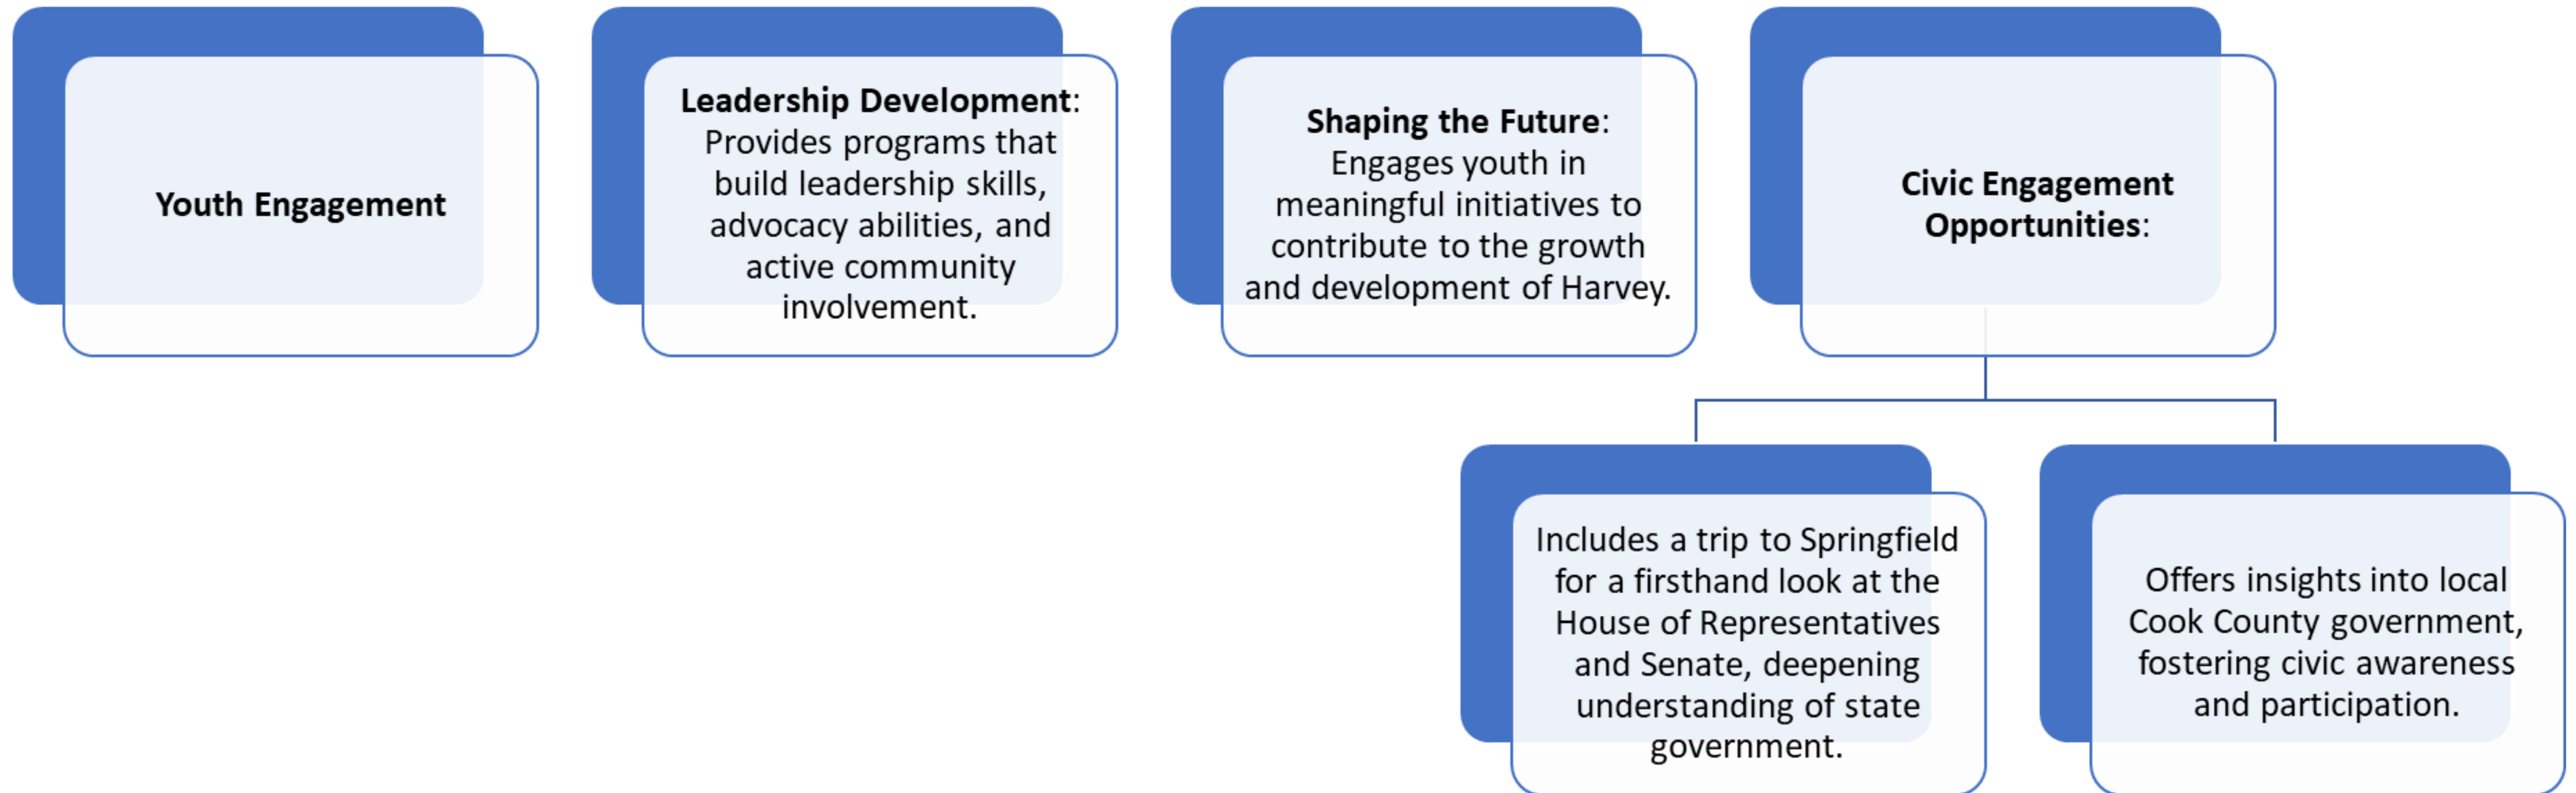 Youth Engagement
Leadership Development:
Provides programs that
build leadership skills,
advocacy abilities, and
active community
involvement.
Shaping the Future:
Engages youth in
meaningful initiatives to
contribute to the growth
and development of Harvey.
Civic Engagement
Opportunities:
Includes a trip to Springfield
for a firsthand look at the
House of Representatives
and Senate, deepening
understanding of state
government.
Offers insights into local
Cook County government,
fostering civic awareness
and participation.